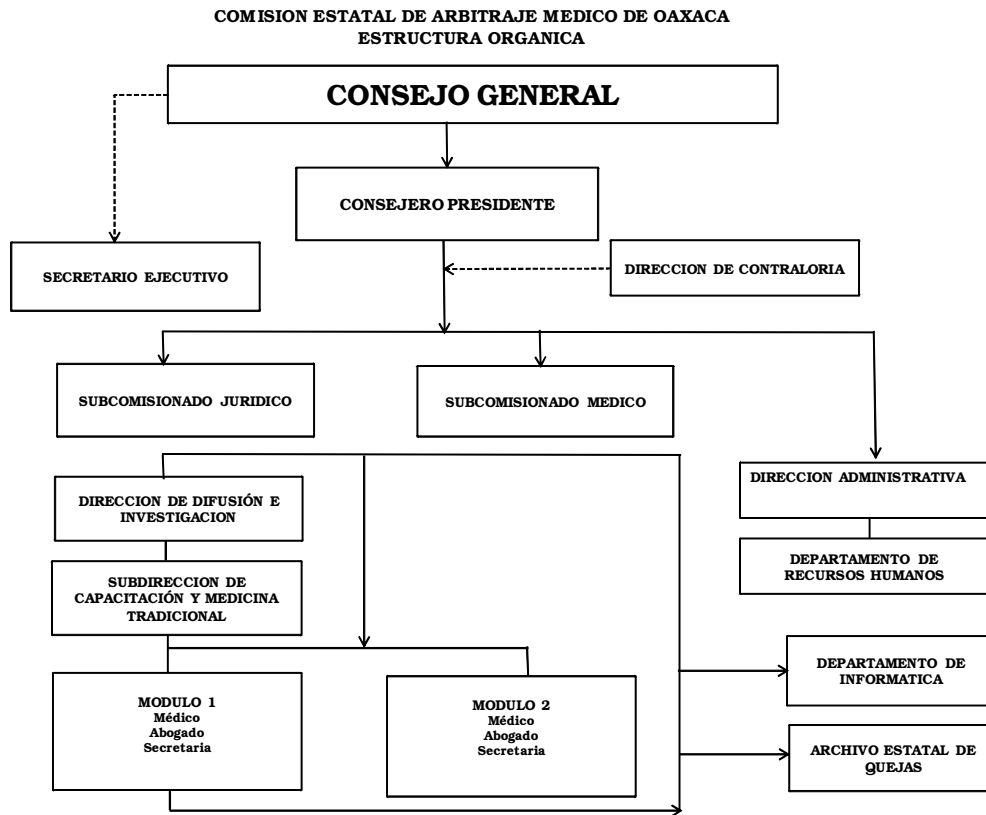 COMISION ESTATAL DE ARBITRAJE MEDICO DE OAXACA
ESTRUCTURA ORGANICA
CONSEJO GENERAL
CONSEJERO PRESIDENTE
SECRETARIO EJECUTIVO
DIRECCION DE CONTRALORIA
SUBCOMISIONADO JURIDICO
SUBCOMISIONADO MEDICO
DIRECCION ADMINISTRATIVA
DIRECCION DE DIFUSIÓN E
INVESTIGACION
DEPARTAMENTO DE
RECURSOS HUMANOS
SUBDIRECCION DE
CAPACITACIÓN Y MEDICINA
TRADICIONAL
DEPARTAMENTO DE
INFORMATICA
MODULO 1
Médico
Abogado
Secretaria
MODULO 2
Médico
Abogado
Secretaria
ARCHIVO ESTATAL DE
QUEJAS